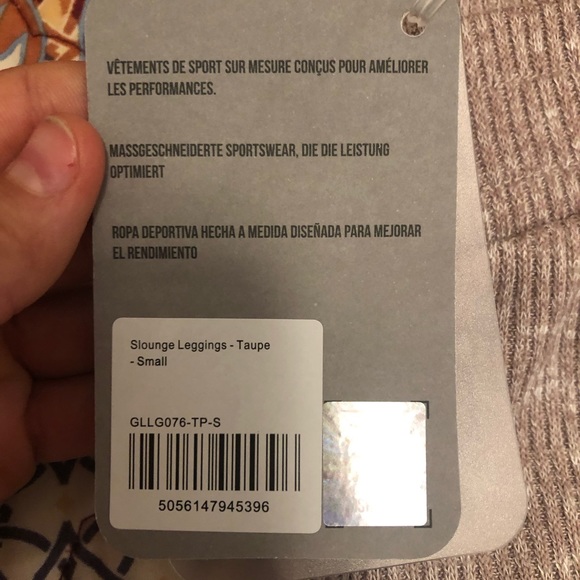 VÊTEMENTS DE SPORT SUR MESURE CONÇUS POUR AMÉLIORER
LES PERFORMANCES.
MASSGESCHNEIDERTE SPORTSWEAR, DIE DIE LEISTUNG
OPTIMIERT
ROPA DEPORTIVA HECHA A MEDIDA DISEÑADA PARA MEJORAR
EL RENDIMIENTO
Slounge Leggings - Taupe
- Small
GLLG076-TP-S
5056147945396